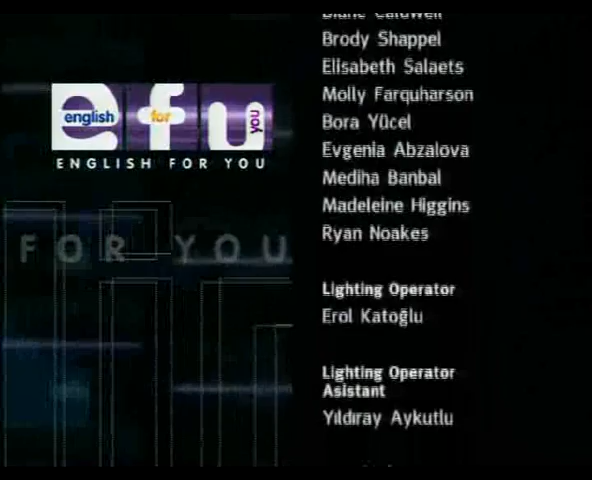 efu
english
for
you
ENGLISH FOR YOU
FOR YOU
Brody Shappel
Elisabeth Salaets
Molly Farquharson
Bora Yücel
Evgenia Abzalova
Mediha Banbal
Madeleine Higgins
Ryan Noakes
Lighting Operator
Erol Katoğlu
Lighting Operator
Asistant
Yıldıray Aykutlu